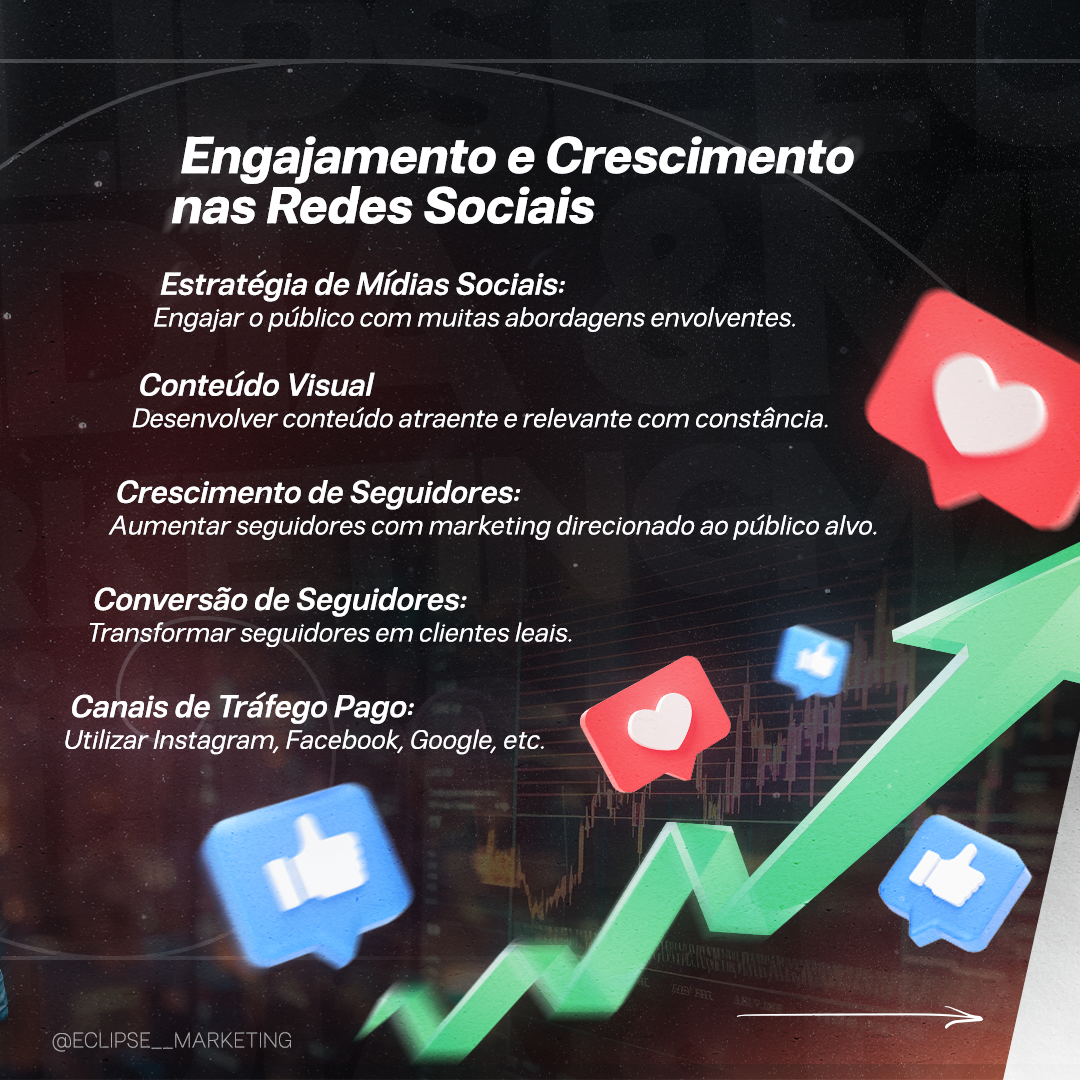 Engajamento e Crescimento
nas Redes Sociais
Estratégia de Mídias Sociais:
Engajar o público com muitas abordagens envolventes.
Conteúdo Visual
Desenvolver conteúdo atraente e relevante com constância.
Crescimento de Seguidores:
Aumentar seguidores com marketing direcionado ao público alvo.
Conversão de Seguidores:
Transformar seguidores em clientes leais.
Canais de Tráfego Pago:
Utilizar Instagram, Facebook, Google, etc.
@ECLIPSE__MARKETING